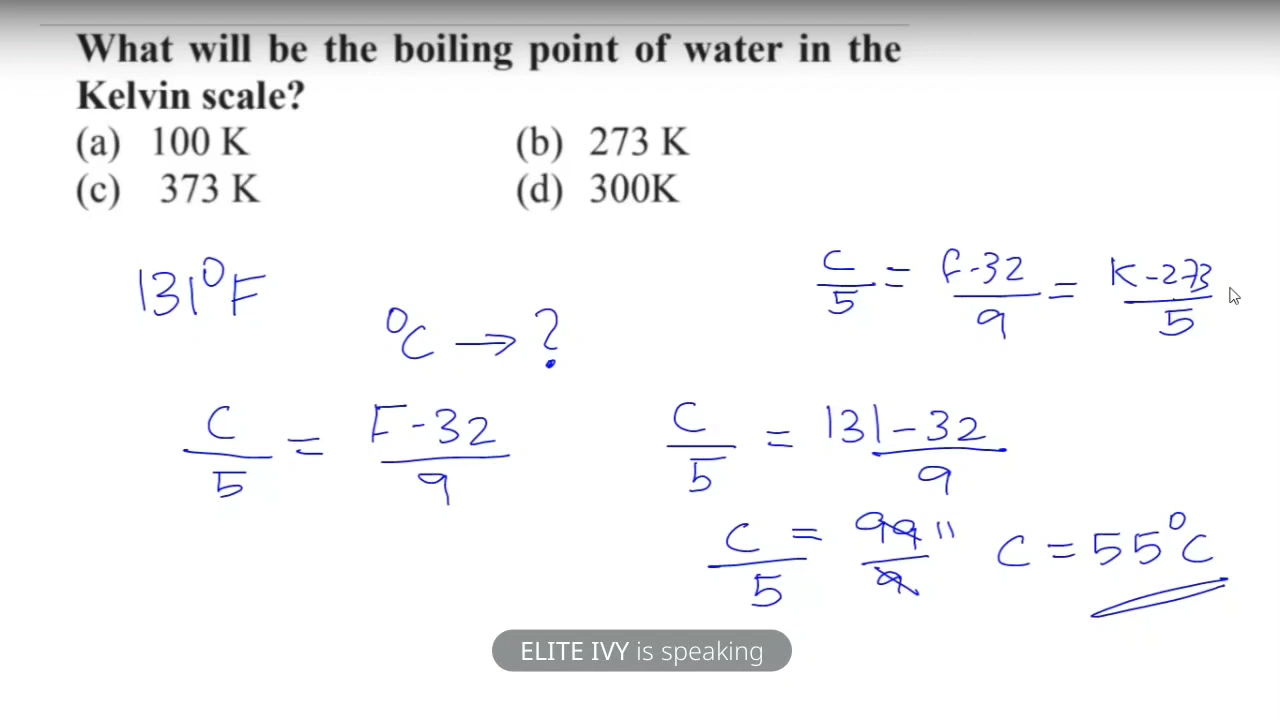 What will be the boiling point of water in the
Kelvin scale?
(a) 100 K (b) 273 K
(c) 373 K (d) 300K
131°F
°C → ?
C/5 = F-32/9 = K-273/5
C/5 = F-32/9
C/5 = 131-32/9
C/5 = 99/9 11 C = 55°C
ELITE IVY is speaking